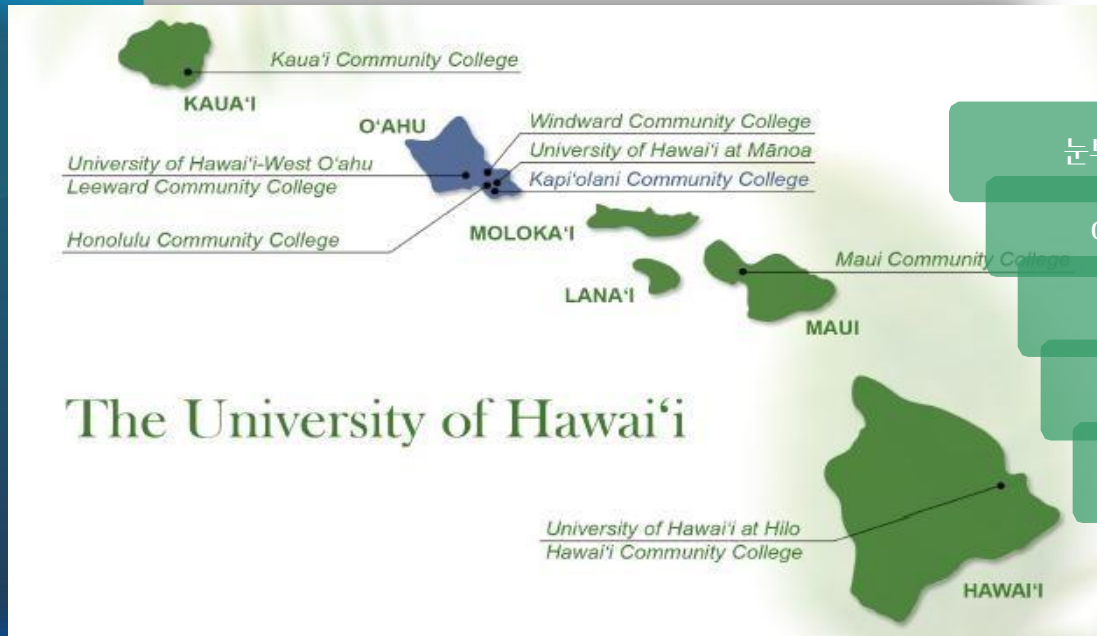 Kaua‘i Community College
KAUA‘I
O‘AHU
Windward Community College
University of Hawai‘i at Mānoa
Kapi‘olani Community College
University of Hawai‘i-West O‘ahu
Leeward Community College
Honolulu Community College
MOLOKA‘I
Maui Community College
LANA‘I
MAUI
The University of Hawai‘i
University of Hawai‘i at Hilo
Hawai‘i Community College
HAWAI‘I